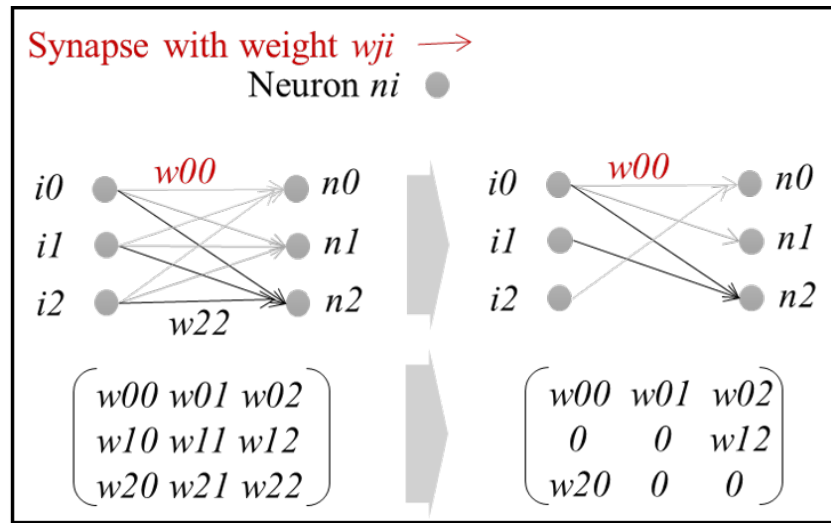 Synapse with weight wji
Neuron ni
w00
i0
n0
i1
n1
i2
n2
w22
w00
i0
n0
i1
n1
i2
n2
w00 w01 w02
w10 w11 w12
w20 w21 w22
w00 w01 w02
0 0 w12
w20 0 0